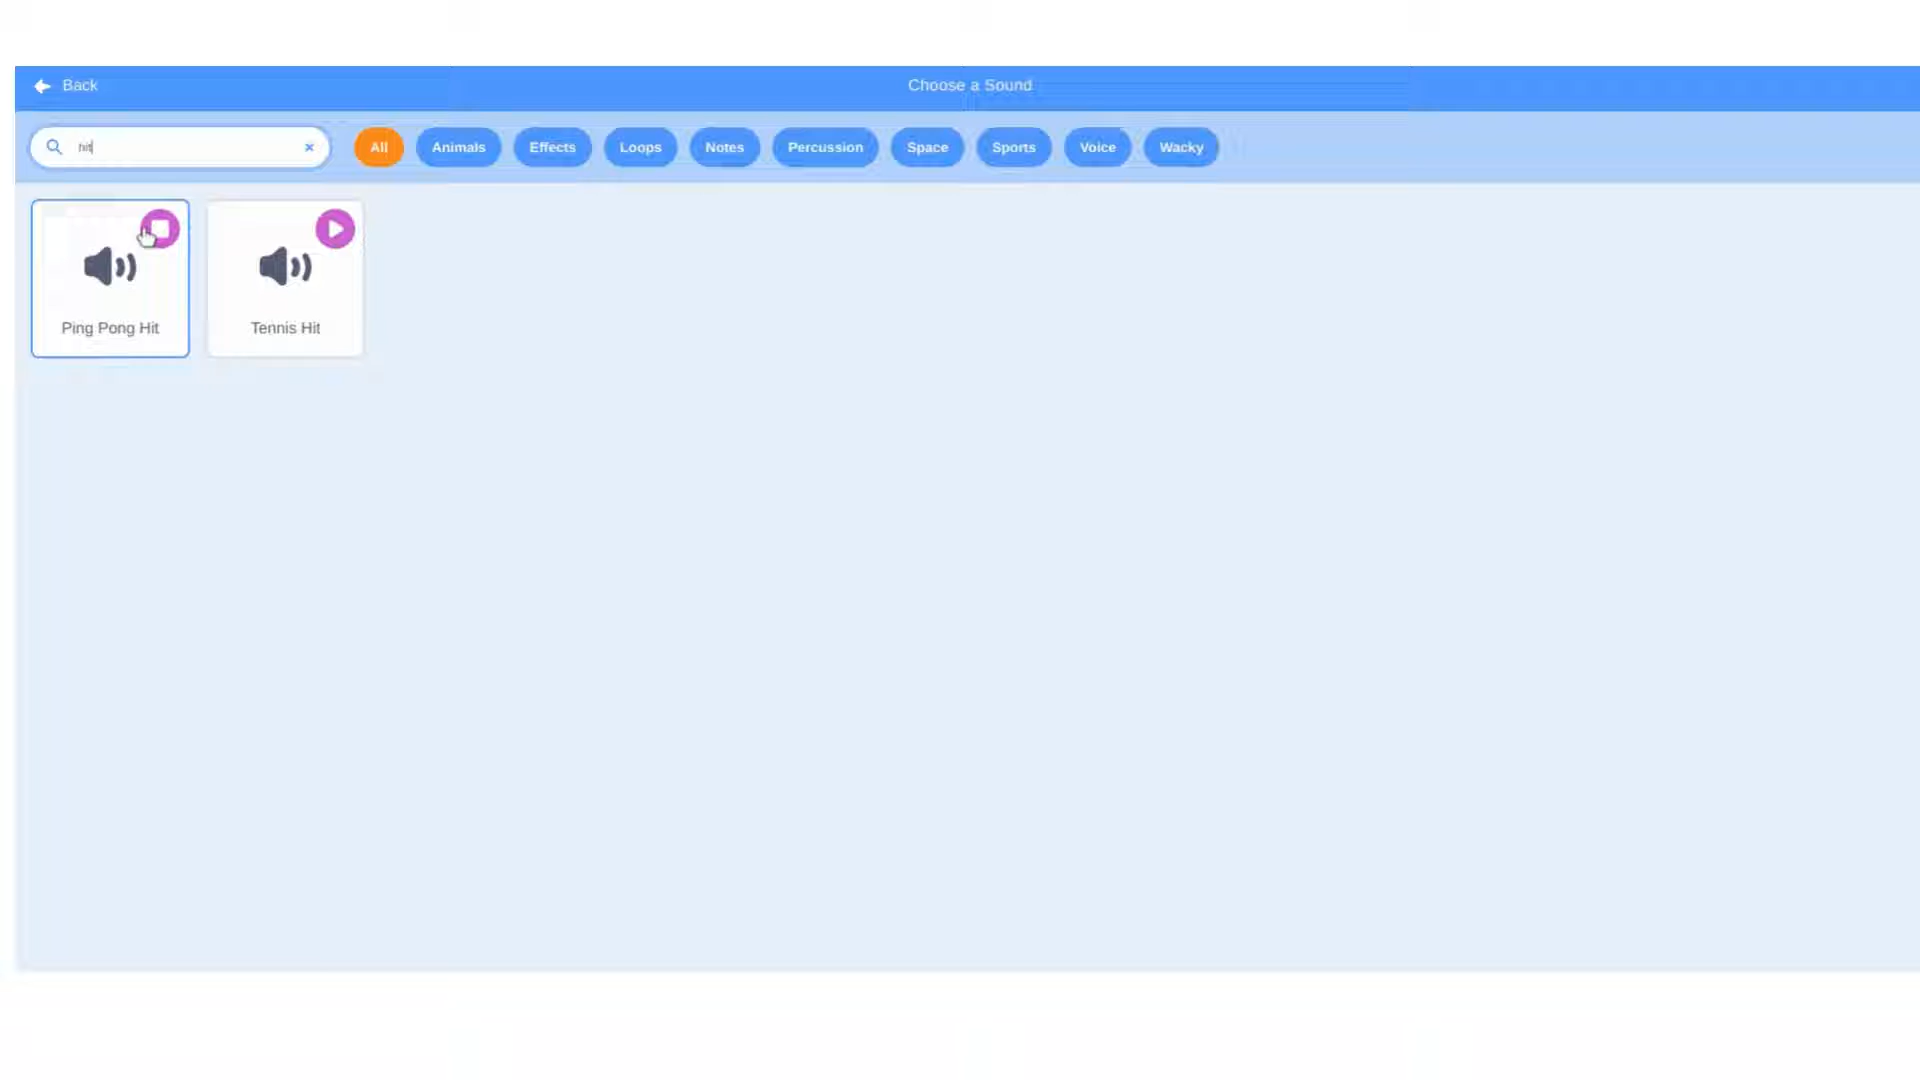 Back
Choose a Sound
hit
All
Animals
Effects
Loops
Notes
Percussion
Space
Sports
Voice
Wacky
Ping Pong Hit
Tennis Hit